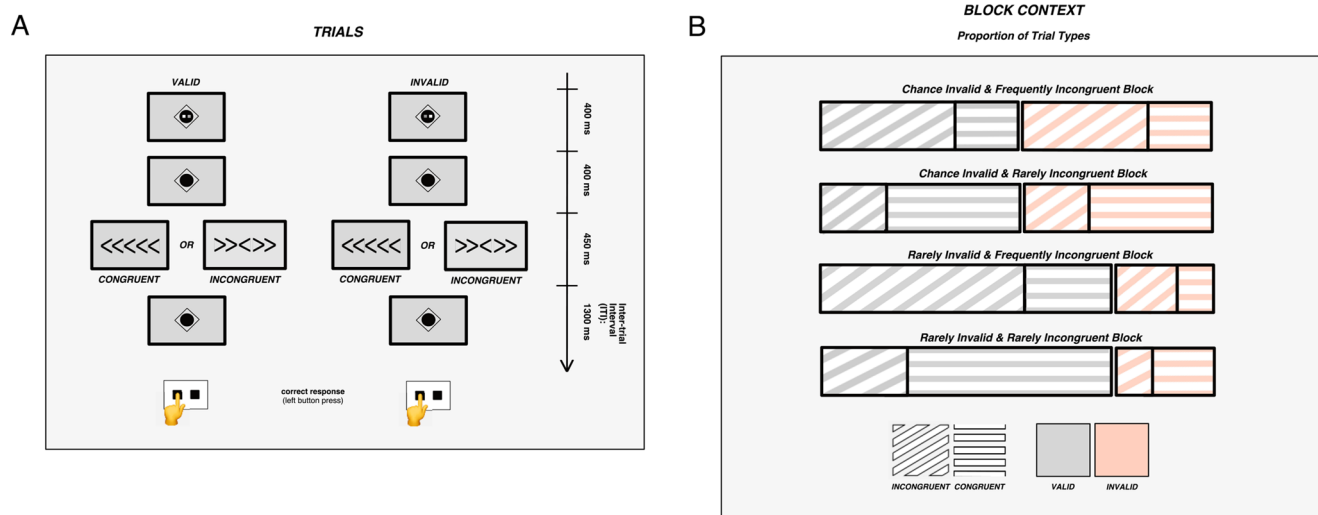 A
TRIALS
VALID
INVALID
400 ms
400 ms
<<<<<
OR
>><>>
<<<<<
OR
>><>>
450 ms
CONGRUENT
INCONGRUENT
CONGRUENT
INCONGRUENT
Inter-trial
Interval
(ITI):
1300 ms
correct response
(left button press)
B
BLOCK CONTEXT
Proportion of Trial Types
Chance Invalid & Frequently Incongruent Block
Chance Invalid & Rarely Incongruent Block
Rarely Invalid & Frequently Incongruent Block
Rarely Invalid & Rarely Incongruent Block
INCONGRUENT
CONGRUENT
VALID
INVALID